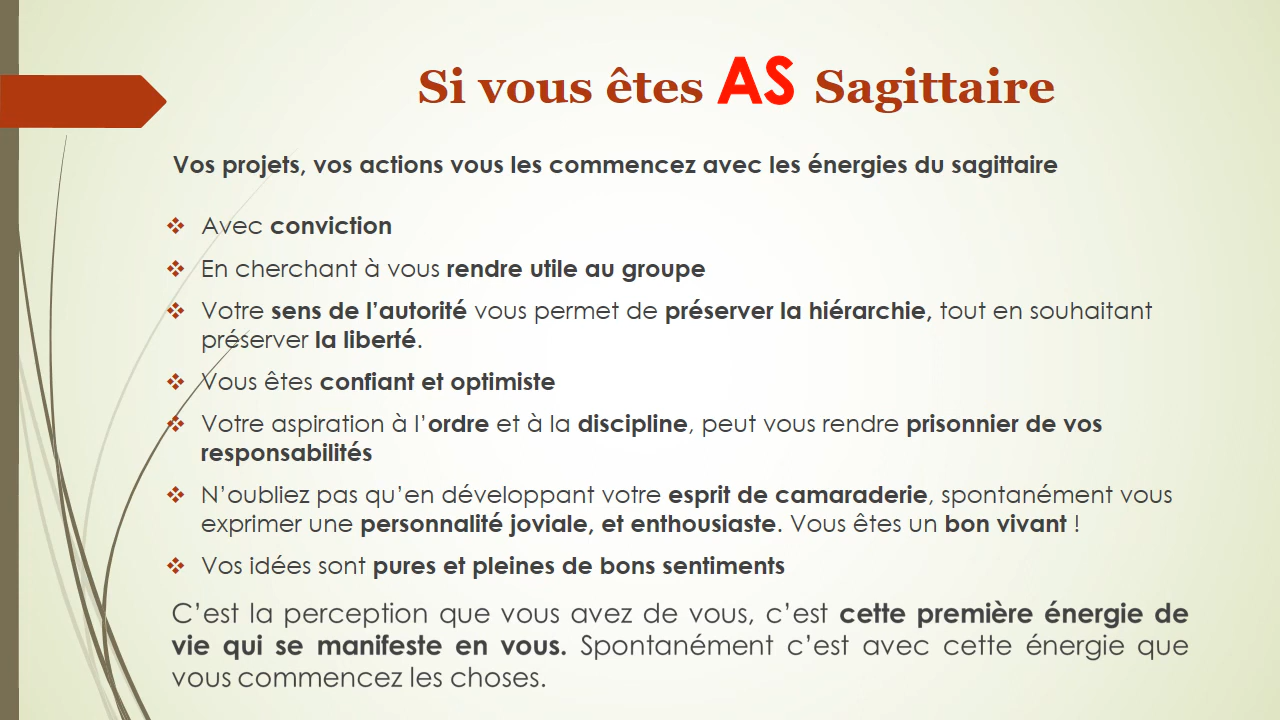 Si vous êtes AS Sagittaire
Vos projets, vos actions vous les commencez avec les énergies du sagittaire
❖ Avec conviction
❖ En cherchant à vous rendre utile au groupe
❖ Votre sens de l’autorité vous permet de préserver la hiérarchie, tout en souhaitant
préserver la liberté.
❖ Vous êtes confiant et optimiste
❖ Votre aspiration à l’ordre et à la discipline, peut vous rendre prisonnier de vos
responsabilités
❖ N’oubliez pas qu’en développant votre esprit de camaraderie, spontanément vous
exprimer une personnalité joviale, et enthousiaste. Vous êtes un bon vivant !
❖ Vos idées sont pures et pleines de bons sentiments
C’est la perception que vous avez de vous, c’est cette première énergie de
vie qui se manifeste en vous. Spontanément c’est avec cette énergie que
vous commencez les choses.